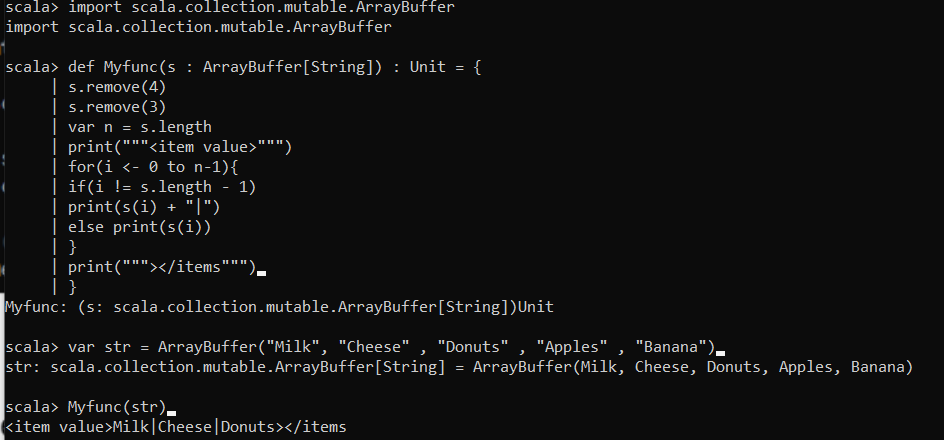 scala> import scala.collection.mutable.ArrayBuffer
import scala.collection.mutable.ArrayBuffer
scala> def Myfunc(s : ArrayBuffer[String]) : Unit = {
| s.remove(4)
| s.remove(3)
| var n = s.length
| print("""<item value>""")
| for(i <- 0 to n-1){
| if(i != s.length - 1)
| print(s(i) + "|")
| else print(s(i))
| }
| print("""></items""")
| }
Myfunc: (s: scala.collection.mutable.ArrayBuffer[String])Unit
scala> var str = ArrayBuffer("Milk", "Cheese" , "Donuts" , "Apples" , "Banana")
str: scala.collection.mutable.ArrayBuffer[String] = ArrayBuffer(Milk, Cheese, Donuts, Apples, Banana)
scala> Myfunc(str)
<item value>Milk|Cheese|Donuts></items